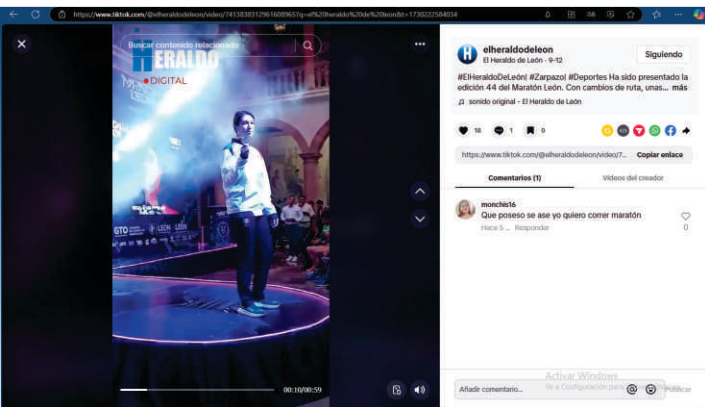 https://www.tiktok.com/@elheraldodeleon/video/7413838312961608965?q=el%20heraldo%20de%20leon&t=1730222584034
Buscar contenido relacionado
HERALDO
DIGITAL
GTO
LEÓN
00:10/00:59
elheraldodeleon
El Heraldo de León · 9-12
Siguiendo
#ElHeraldoDeLeón| #Zarpazo| #Deportes Ha sido presentado la
edición 44 del Maratón León. Con cambios de ruta, unas... más
sonido original - El Heraldo de León
18
1
0
https://www.tiktok.com/@elheraldodeleon/video/7...
Copiar enlace
Comentarios (1)
Videos del creador
monchis16
Que poseso se ase yo quiero correr maratón
Hace 5 ... Responder
0
Activar Windows
Ve a Configuración para
Añadir comentario...
Publicar